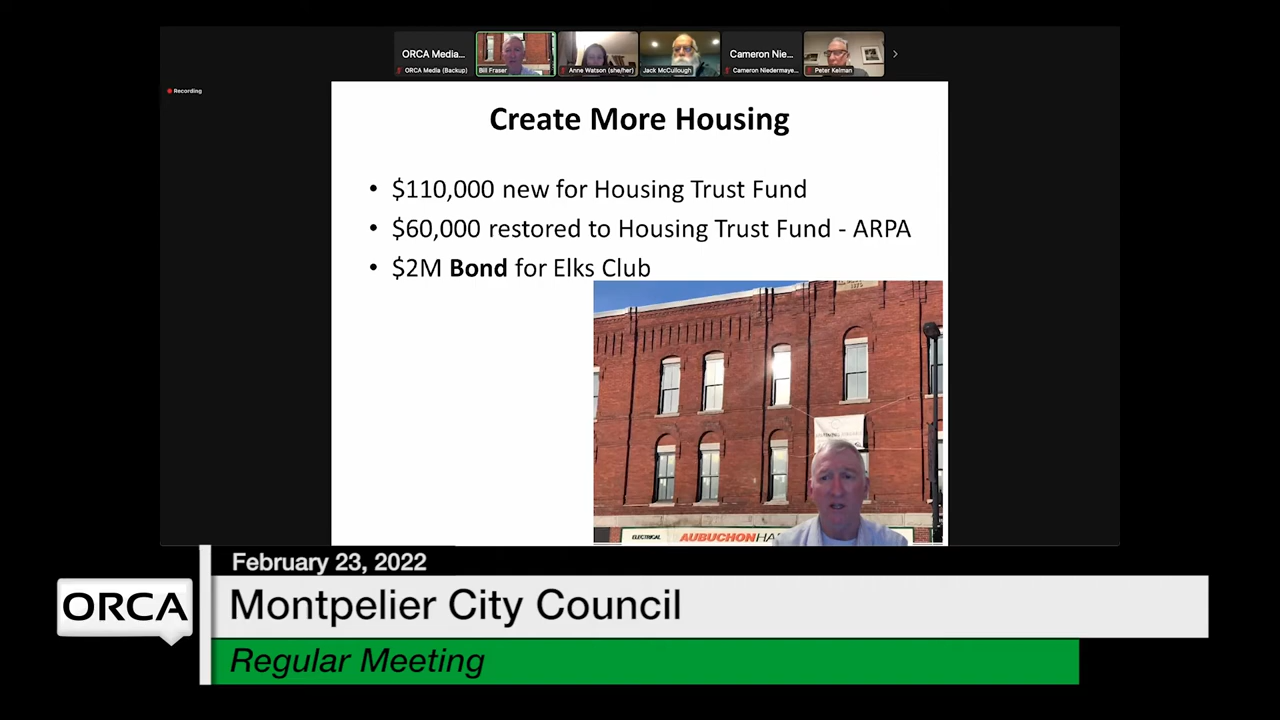 ORCA Media...
Cameron Nie...
ORCA Media (Backup)
Bill Fraser
Anne Watson (she/her)
Jack McCullough
Cameron Niedermaye...
Peter Kelman
Recording
Create More Housing
• $110,000 new for Housing Trust Fund
• $60,000 restored to Housing Trust Fund - ARPA
• $2M Bond for Elks Club
ELECTRICAL
AUBUCHON HA
February 23, 2022
ORCA
Montpelier City Council
Regular Meeting